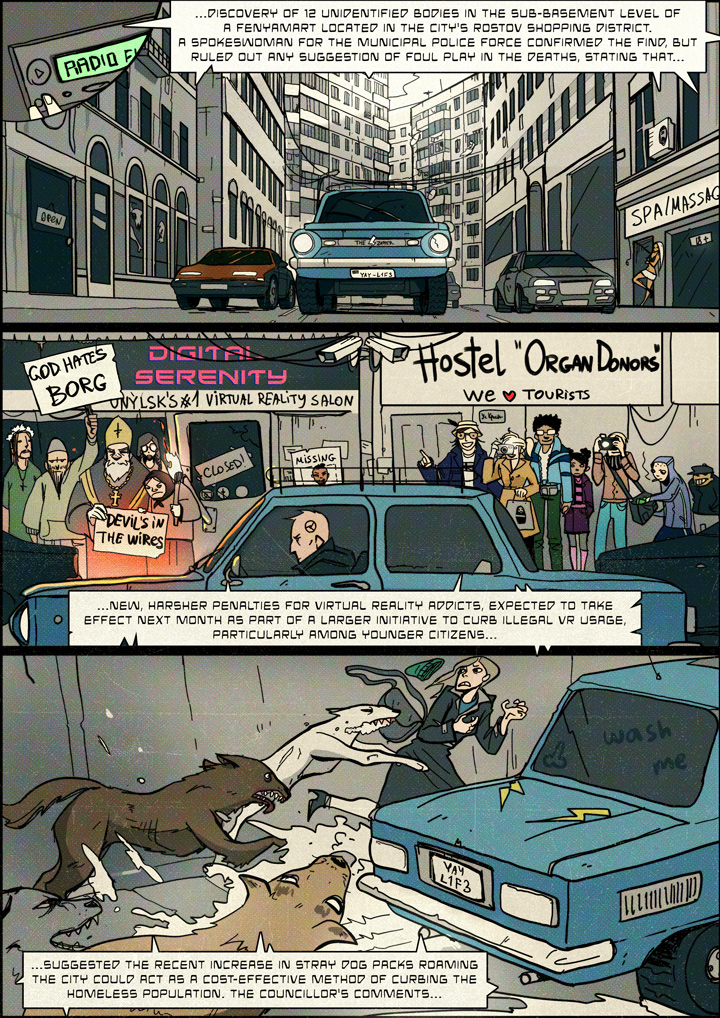 ...DISCOVERY OF 12 UNIDENTIFIED BODIES IN THE SUB-BASEMENT LEVEL OF
A FENYAMART LOCATED IN THE CITY'S ROSTOV SHOPPING DISTRICT.
A SPOKESWOMAN FOR THE MUNICIPAL POLICE FORCE CONFIRMED THE FIND, BUT
RULED OUT ANY SUGGESTION OF FOUL PLAY IN THE DEATHS, STATING THAT...
RADIO
OPEN
THE
YAY-L1F3
SPA/MASSAG
18+
GOD HATES
BORG
DIGITAL
SERENITY
NYLSK'S #1 VIRTUAL REALITY SALON
CLOSED!
MISSING
DEVIL'S IN
THE WIRES
Hostel "ORGAN DONORS"
WE ♥ TOURISTS
...NEW, HARSHER PENALTIES FOR VIRTUAL REALITY ADDICTS, EXPECTED TO TAKE
EFFECT NEXT MONTH AS PART OF A LARGER INITIATIVE TO CURB ILLEGAL VR USAGE,
PARTICULARLY AMONG YOUNGER CITIZENS...
wash
me
<3
YAY
L1F3
...SUGGESTED THE RECENT INCREASE IN STRAY DOG PACKS ROAMING
THE CITY COULD ACT AS A COST-EFFECTIVE METHOD OF CURBING THE
HOMELESS POPULATION. THE COUNCILLOR'S COMMENTS...